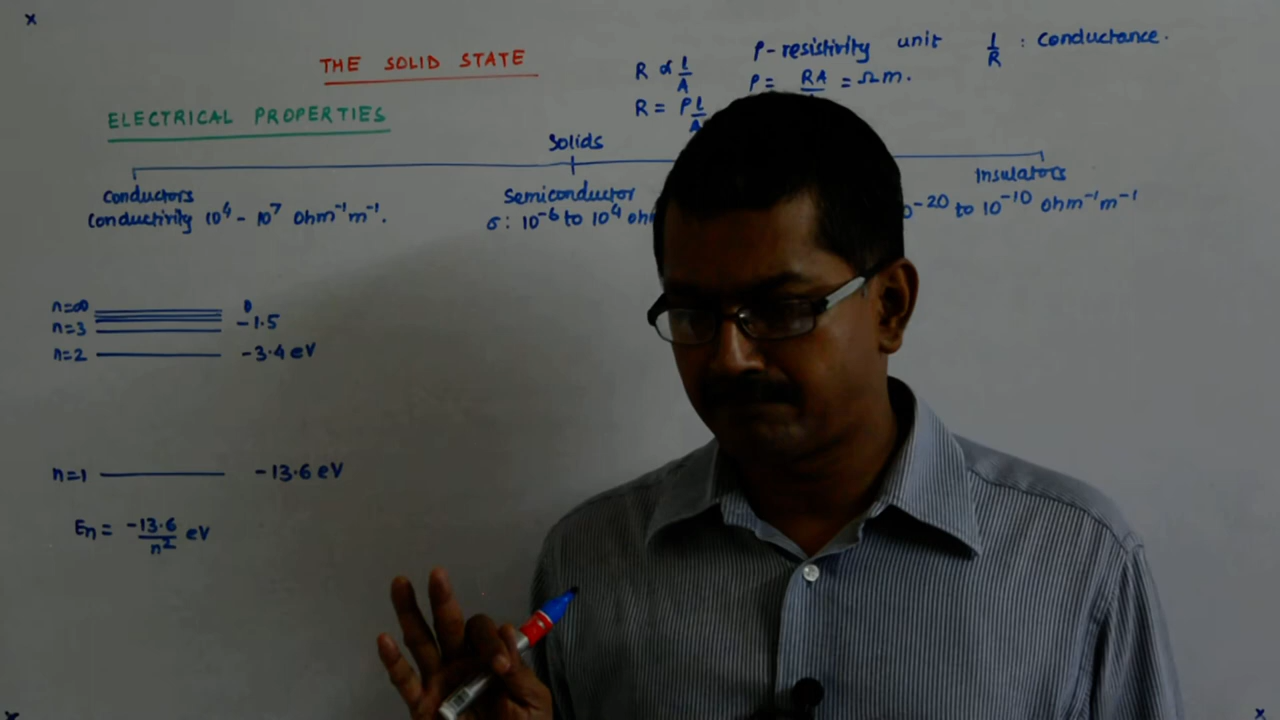 THE SOLID STATE
R ∝ l/A
ρ-resistivity unit
1/R : Conductance.
ρ = RA = Ωm.
R = ρ l/A
ELECTRICAL PROPERTIES
Solids
Conductors
Conductivity 10⁴ - 10⁷ Ohm⁻¹m⁻¹.
Semiconductor
σ: 10⁻⁶ to 10⁴
Insulators
⁻²⁰ to 10⁻¹⁰ ohm⁻¹m⁻¹
n=∞ 0
n=3 -1.5
n=2 -3.4 eV
n=1 -13.6 eV
En = -13.6/n² eV